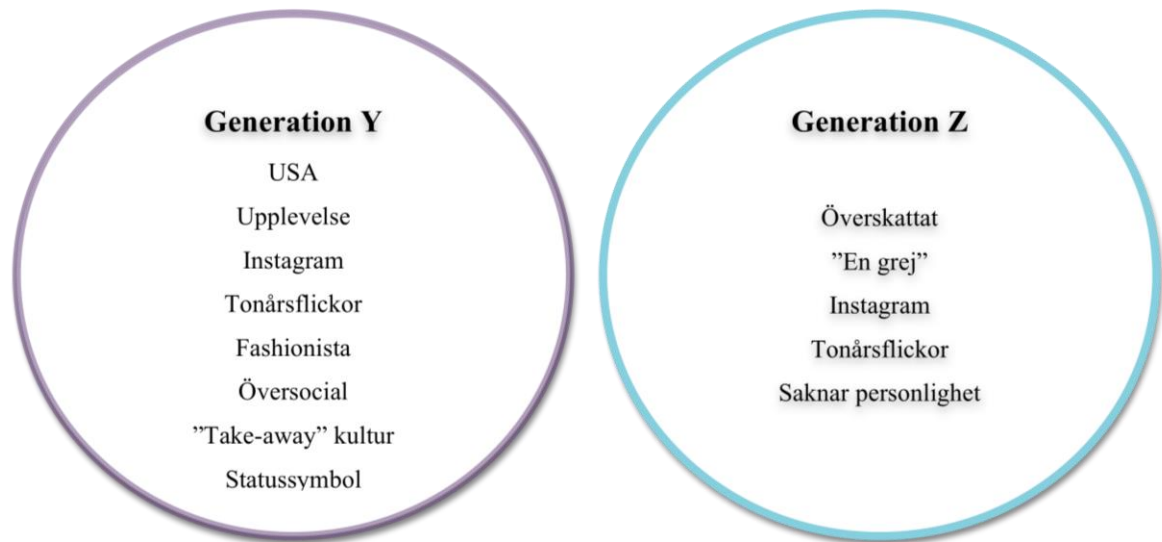 Generation Y
USA
Upplevelse
Instagram
Tonårsflickor
Fashionista
Översocial
”Take-away” kultur
Statussymbol
Generation Z
Överskattat
”En grej”
Instagram
Tonårsflickor
Saknar personlighet